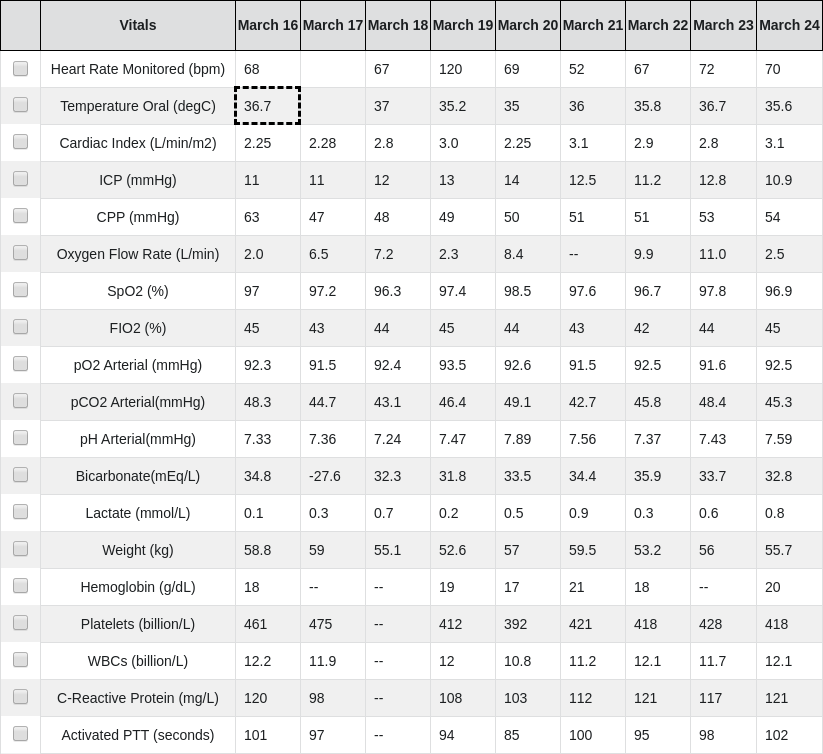 Vitals March 16 March 17 March 18 March 19 March 20 March 21 March 22 March 23 March 24
Heart Rate Monitored (bpm) 68 67 120 69 52 67 72 70
Temperature Oral (degC) 36.7 37 35.2 35 36 35.8 36.7 35.6
Cardiac Index (L/min/m2) 2.25 2.28 2.8 3.0 2.25 3.1 2.9 2.8 3.1
ICP (mmHg) 11 11 12 13 14 12.5 11.2 12.8 10.9
CPP (mmHg) 63 47 48 49 50 51 51 53 54
Oxygen Flow Rate (L/min) 2.0 6.5 7.2 2.3 8.4 -- 9.9 11.0 2.5
SpO2 (%) 97 97.2 96.3 97.4 98.5 97.6 96.7 97.8 96.9
FIO2 (%) 45 43 44 45 44 43 42 44 45
pO2 Arterial (mmHg) 92.3 91.5 92.4 93.5 92.6 91.5 92.5 91.6 92.5
pCO2 Arterial(mmHg) 48.3 44.7 43.1 46.4 49.1 42.7 45.8 48.4 45.3
pH Arterial(mmHg) 7.33 7.36 7.24 7.47 7.89 7.56 7.37 7.43 7.59
Bicarbonate(mEq/L) 34.8 -27.6 32.3 31.8 33.5 34.4 35.9 33.7 32.8
Lactate (mmol/L) 0.1 0.3 0.7 0.2 0.5 0.9 0.3 0.6 0.8
Weight (kg) 58.8 59 55.1 52.6 57 59.5 53.2 56 55.7
Hemoglobin (g/dL) 18 -- -- 19 17 21 18 -- 20
Platelets (billion/L) 461 475 -- 412 392 421 418 428 418
WBCs (billion/L) 12.2 11.9 -- 12 10.8 11.2 12.1 11.7 12.1
C-Reactive Protein (mg/L) 120 98 -- 108 103 112 121 117 121
Activated PTT (seconds) 101 97 -- 94 85 100 95 98 102